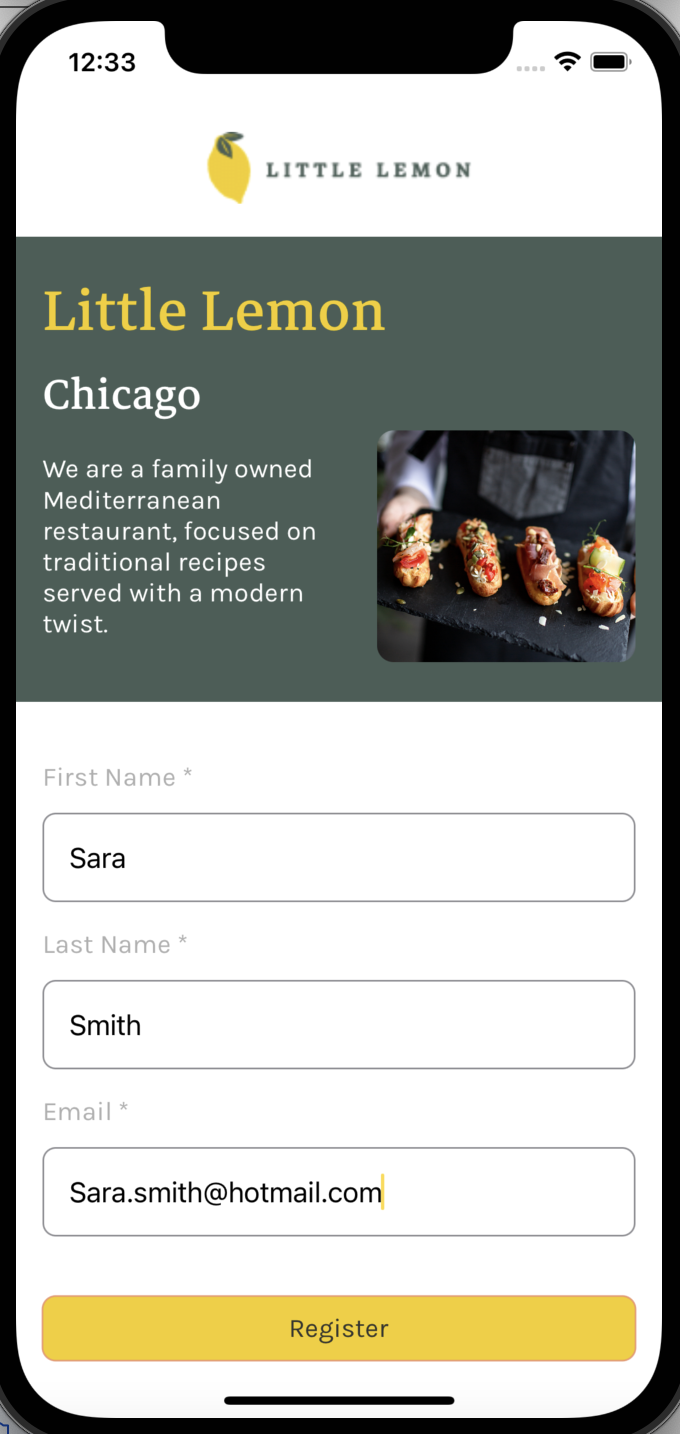 12:33
LITTLE LEMON
Little Lemon
Chicago
We are a family owned
Mediterranean
restaurant, focused on
traditional recipes
served with a modern
twist.
First Name *
Sara
Last Name *
Smith
Email *
Sara.smith@hotmail.com
Register